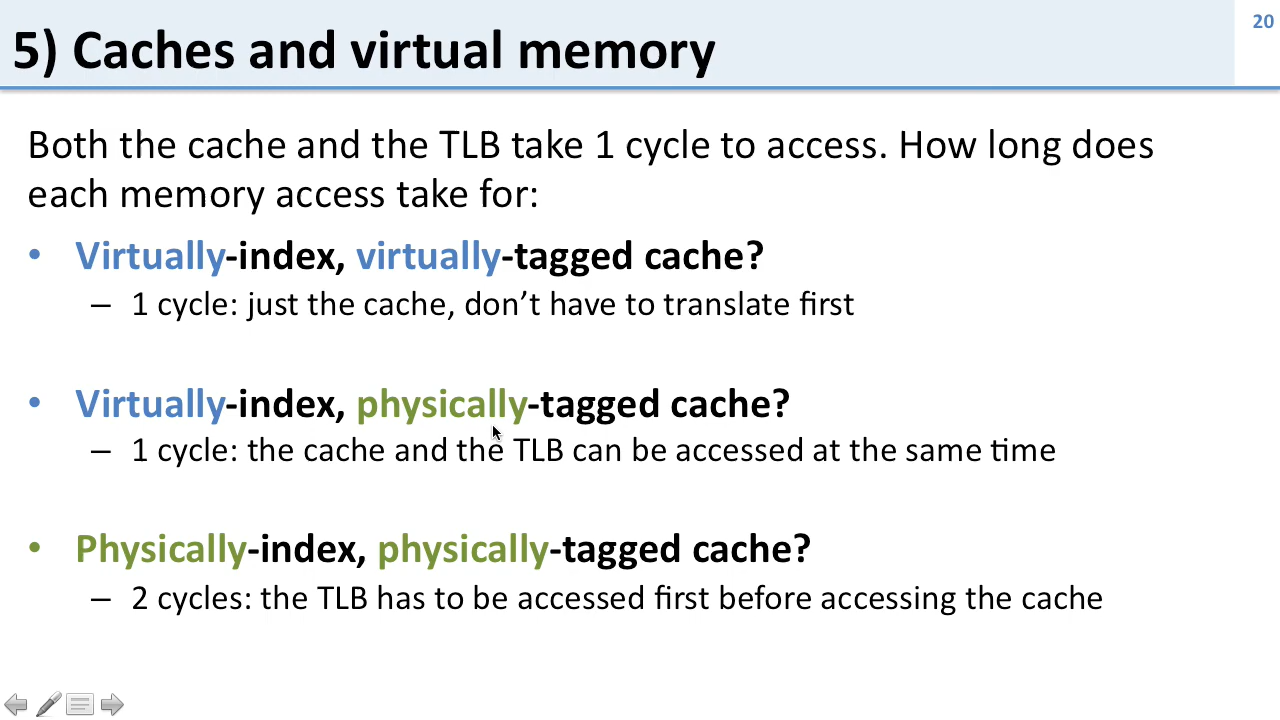 20
5) Caches and virtual memory
Both the cache and the TLB take 1 cycle to access. How long does
each memory access take for:
• Virtually-index, virtually-tagged cache?
– 1 cycle: just the cache, don’t have to translate first
• Virtually-index, physically-tagged cache?
– 1 cycle: the cache and the TLB can be accessed at the same time
• Physically-index, physically-tagged cache?
– 2 cycles: the TLB has to be accessed first before accessing the cache